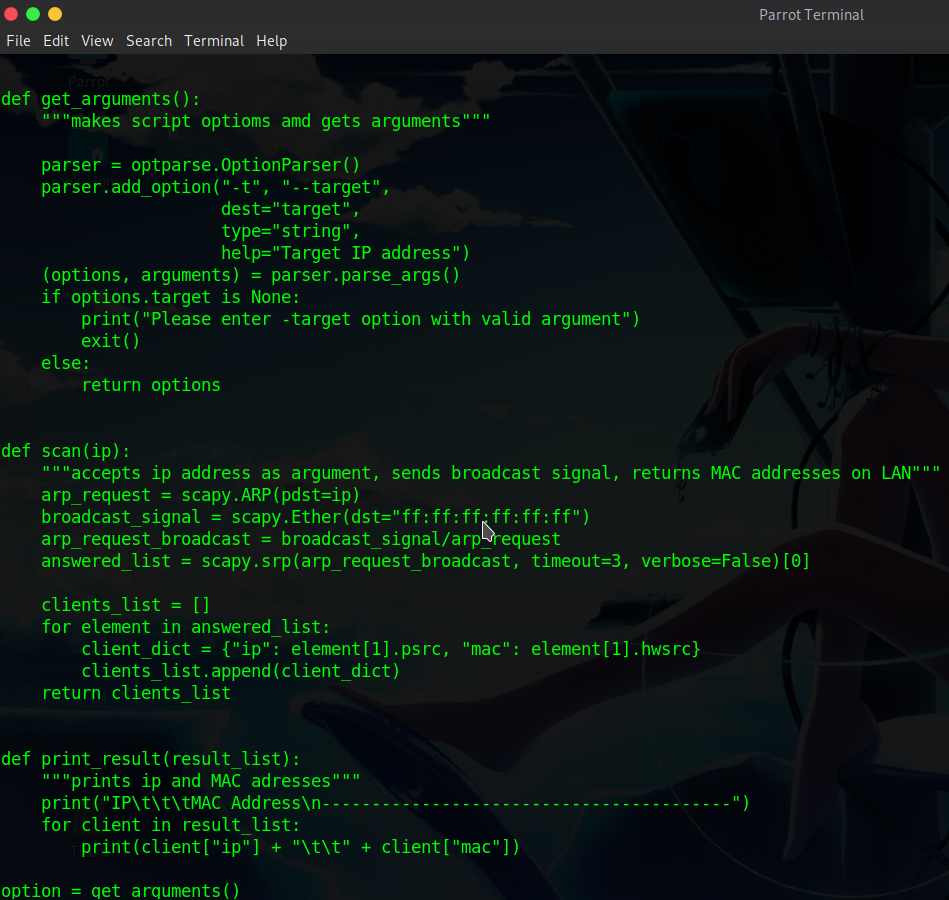 Parrot Terminal
File Edit View Search Terminal Help
Parrot
def get_arguments():
    """makes script optioms amd gets arguments"""

    parser = optparse.OptionParser()
    parser.add_option("-t", "--target",
                      dest="target",
                      type="string",
                      help="Target IP address")
    (options, arguments) = parser.parse_args()
    if options.target is None:
        print("Please enter -target option with valid argument")
        exit()
    else:
        return options


def scan(ip):
    """accepts ip address as argument, sends broadcast signal, returns MAC addresses on LAN"""
    arp_request = scapy.ARP(pdst=ip)
    broadcast_signal = scapy.Ether(dst="ff:ff:ff:ff:ff:ff")
    arp_request_broadcast = broadcast_signal/arp_request
    answered_list = scapy.srp(arp_request_broadcast, timeout=3, verbose=False)[0]

    clients_list = []
    for element in answered_list:
        client_dict = {"ip": element[1].psrc, "mac": element[1].hwsrc}
        clients_list.append(client_dict)
    return clients_list


def print_result(result_list):
    """prints ip and MAC adresses"""
    print("IP\t\t\tMAC Address\n-----------------------------------------")
    for client in result_list:
        print(client["ip"] + "\t\t" + client["mac"])

option = get_arguments()